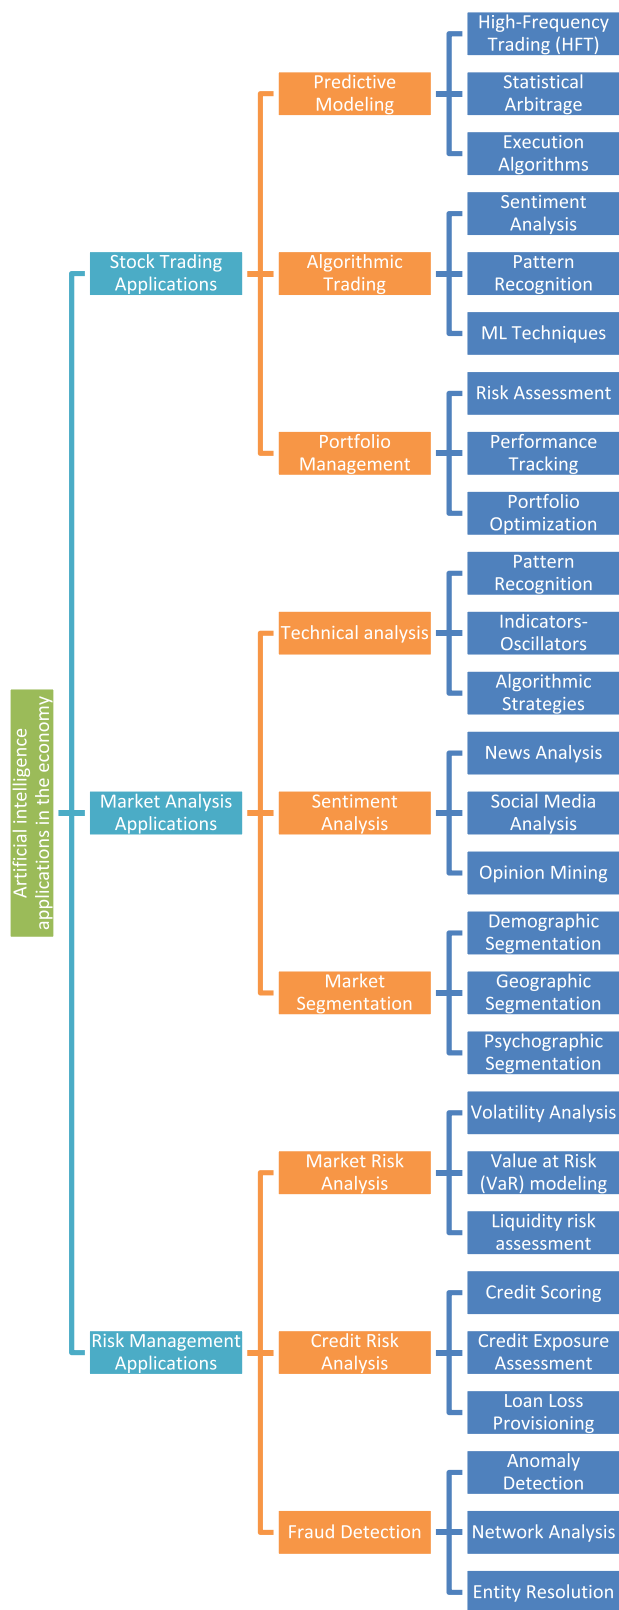 Artificial intelligence
applications in the economy
Stock Trading
Applications
Predictive
Modeling
High-Frequency
Trading (HFT)
Statistical
Arbitrage
Execution
Algorithms
Algorithmic
Trading
Sentiment
Analysis
Pattern
Recognition
ML Techniques
Portfolio
Management
Risk Assessment
Performance
Tracking
Portfolio
Optimization
Market Analysis
Applications
Technical analysis
Pattern
Recognition
Indicators-
Oscillators
Algorithmic
Strategies
Sentiment
Analysis
News Analysis
Social Media
Analysis
Opinion Mining
Market
Segmentation
Demographic
Segmentation
Geographic
Segmentation
Psychographic
Segmentation
Risk Management
Applications
Market Risk
Analysis
Volatility Analysis
Value at Risk
(VaR) modeling
Liquidity risk
assessment
Credit Risk
Analysis
Credit Scoring
Credit Exposure
Assessment
Loan Loss
Provisioning
Fraud Detection
Anomaly
Detection
Network Analysis
Entity Resolution